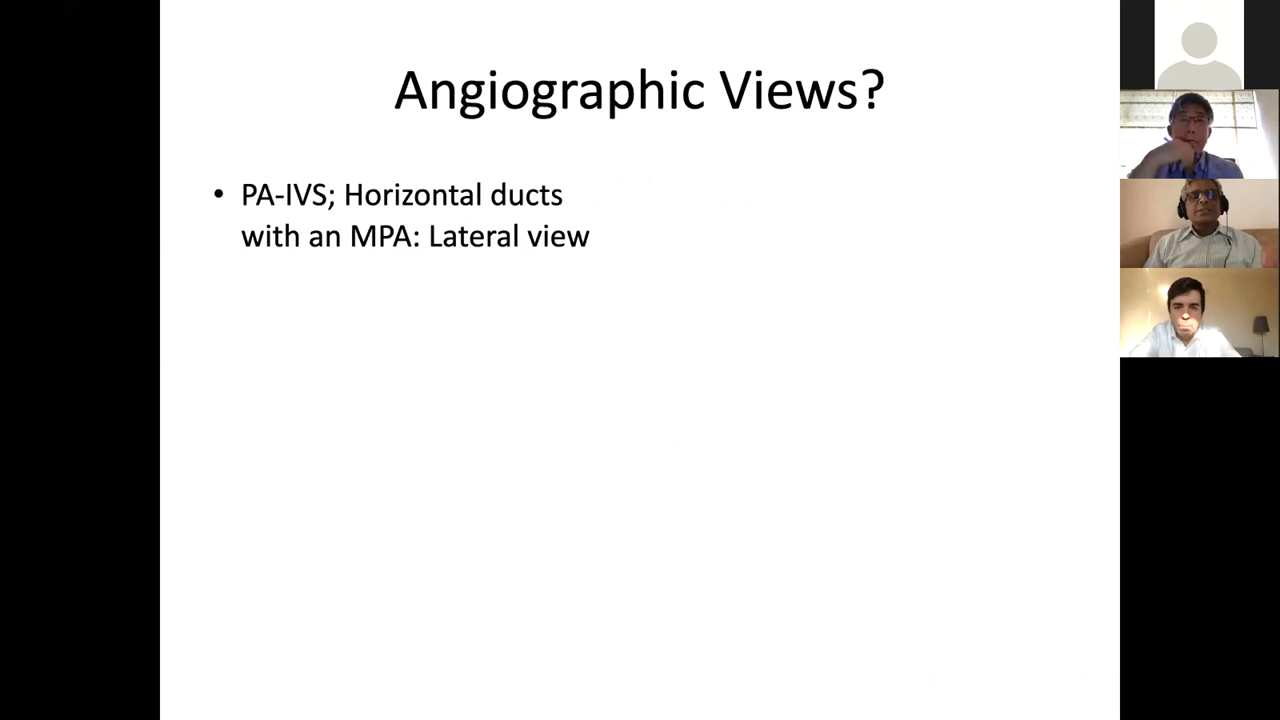 Angiographic Views?
• PA-IVS; Horizontal ducts
with an MPA: Lateral view